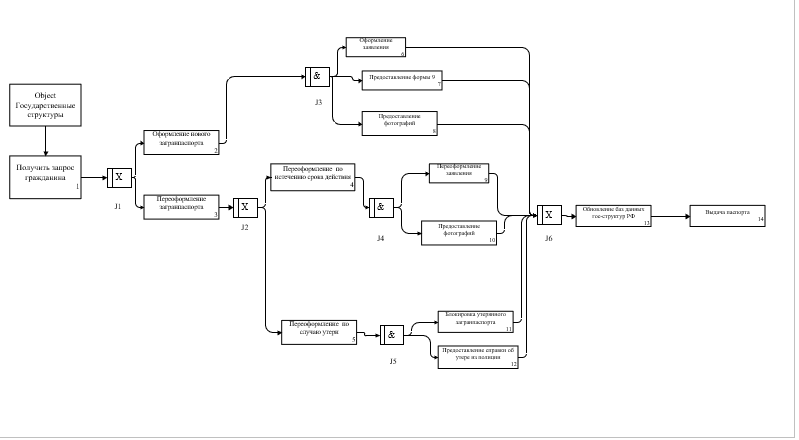 Object
Государственные
структуры
Получить запрос
гражданина
1
X
J1
Оформление нового
загранпаспорта
2
Переоформление
загранпаспорта
3
X
J2
&
J3
Оформление
заявления
6
Предоставление формы 9
7
Предоставление
фотографий
8
Переоформление по
истечению срока действия
4
&
J4
Переоформление
заявления
9
Предоставление
фотографий
10
Переоформление по
случаю утери
5
&
J5
Блокировка утерянного
загранпаспорта
11
Предоставление справки об
утере из полиции
12
X
J6
Обновление баз данных
гос-структур РФ
13
Выдача паспорта
14